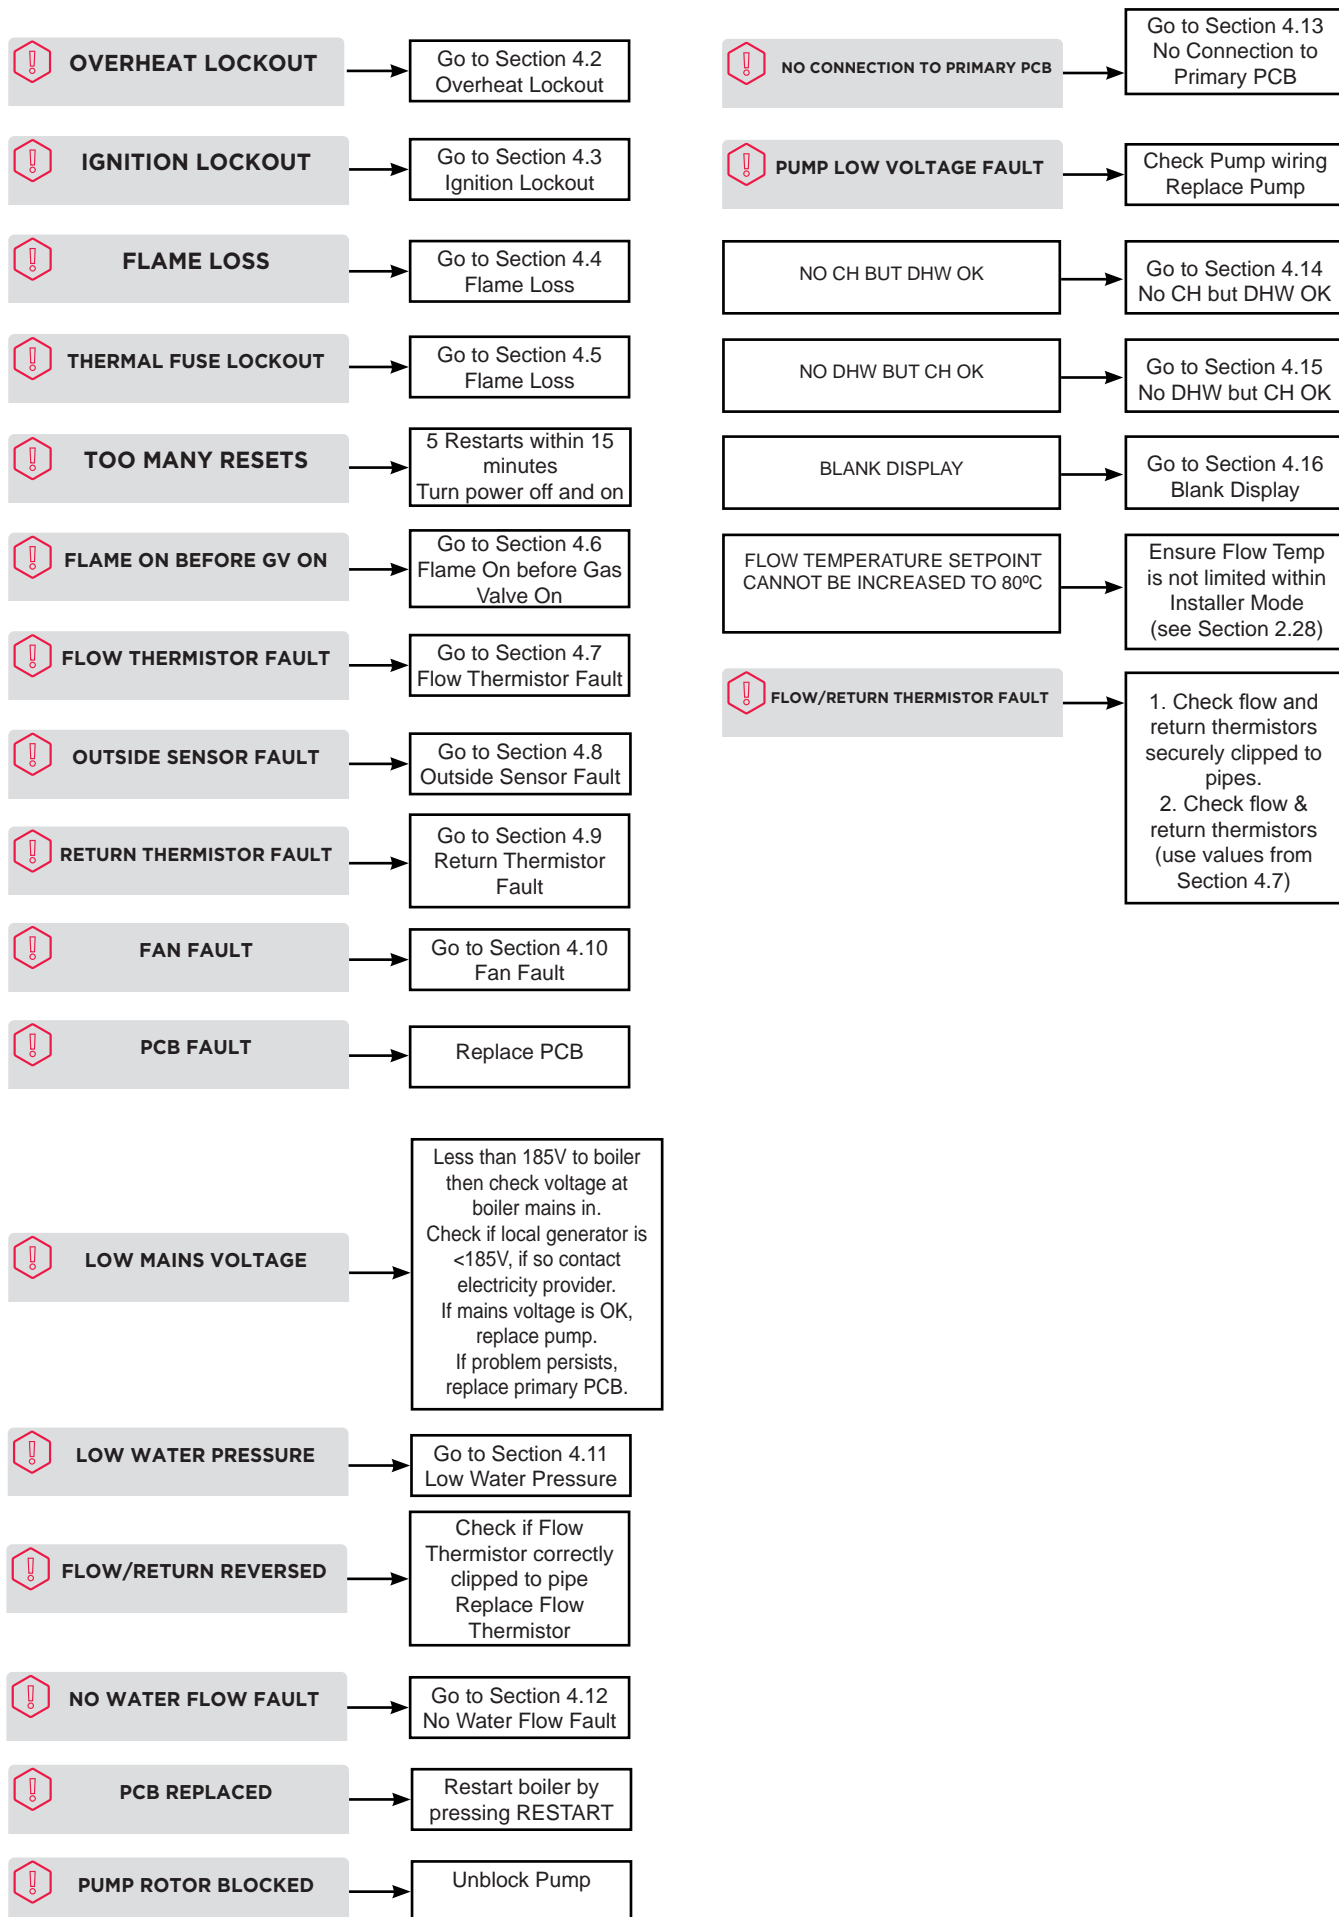 OVERHEAT LOCKOUT
Go to Section 4.2
Overheat Lockout
IGNITION LOCKOUT
Go to Section 4.3
Ignition Lockout
FLAME LOSS
Go to Section 4.4
Flame Loss
THERMAL FUSE LOCKOUT
Go to Section 4.5
Flame Loss
TOO MANY RESETS
5 Restarts within 15
minutes
Turn power off and on
FLAME ON BEFORE GV ON
Go to Section 4.6
Flame On before Gas
Valve On
FLOW THERMISTOR FAULT
Go to Section 4.7
Flow Thermistor Fault
OUTSIDE SENSOR FAULT
Go to Section 4.8
Outside Sensor Fault
RETURN THERMISTOR FAULT
Go to Section 4.9
Return Thermistor
Fault
FAN FAULT
Go to Section 4.10
Fan Fault
PCB FAULT
Replace PCB
LOW MAINS VOLTAGE
Less than 185V to boiler
then check voltage at
boiler mains in.
Check if local generator is
<185V, if so contact
electricity provider.
If mains voltage is OK,
replace pump.
If problem persists,
replace primary PCB.
LOW WATER PRESSURE
Go to Section 4.11
Low Water Pressure
FLOW/RETURN REVERSED
Check if Flow
Thermistor correctly
clipped to pipe
Replace Flow
Thermistor
NO WATER FLOW FAULT
Go to Section 4.12
No Water Flow Fault
PCB REPLACED
Restart boiler by
pressing RESTART
PUMP ROTOR BLOCKED
Unblock Pump
NO CONNECTION TO PRIMARY PCB
Go to Section 4.13
No Connection to
Primary PCB
PUMP LOW VOLTAGE FAULT
Check Pump wiring
Replace Pump
NO CH BUT DHW OK
Go to Section 4.14
No CH but DHW OK
NO DHW BUT CH OK
Go to Section 4.15
No DHW but CH OK
BLANK DISPLAY
Go to Section 4.16
Blank Display
FLOW TEMPERATURE SETPOINT
CANNOT BE INCREASED TO 80ºC
Ensure Flow Temp
is not limited within
Installer Mode
(see Section 2.28)
FLOW/RETURN THERMISTOR FAULT
1. Check flow and
return thermistors
securely clipped to
pipes.
2. Check flow &
return thermistors
(use values from
Section 4.7)